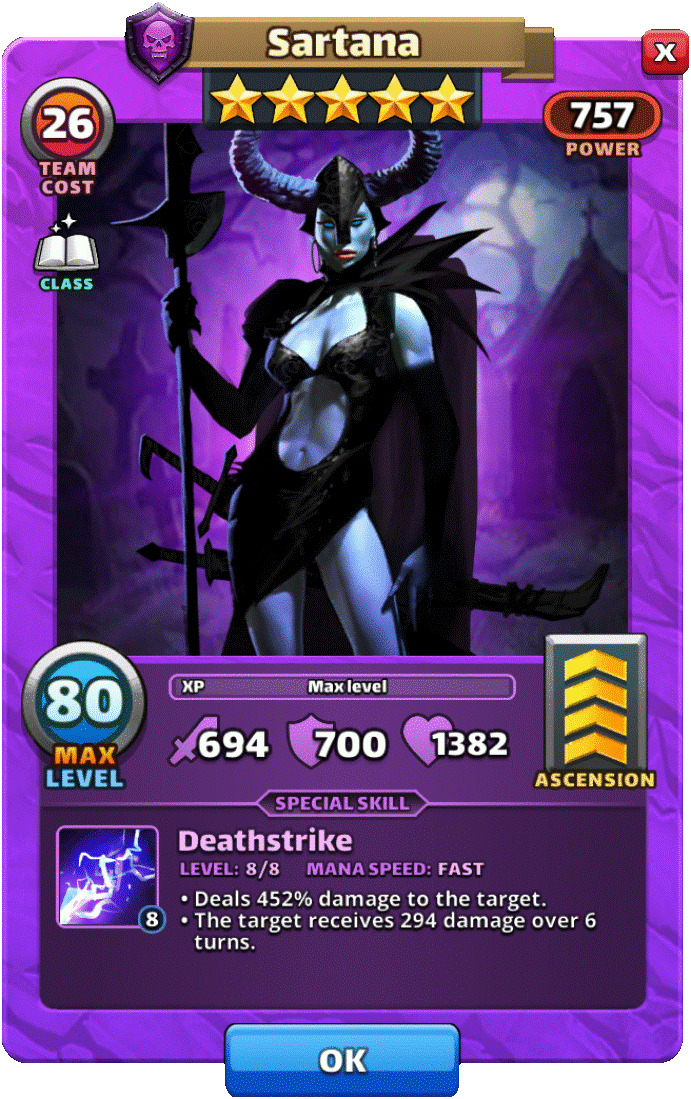 Sartana
X
26
TEAM
COST
757
POWER
CLASS
80
MAX
LEVEL
XP Max level
694 700 1382
ASCENSION
SPECIAL SKILL
Deathstrike
LEVEL: 8/8 MANA SPEED: FAST
• Deals 452% damage to the target.
• The target receives 294 damage over 6
turns.
8
OK